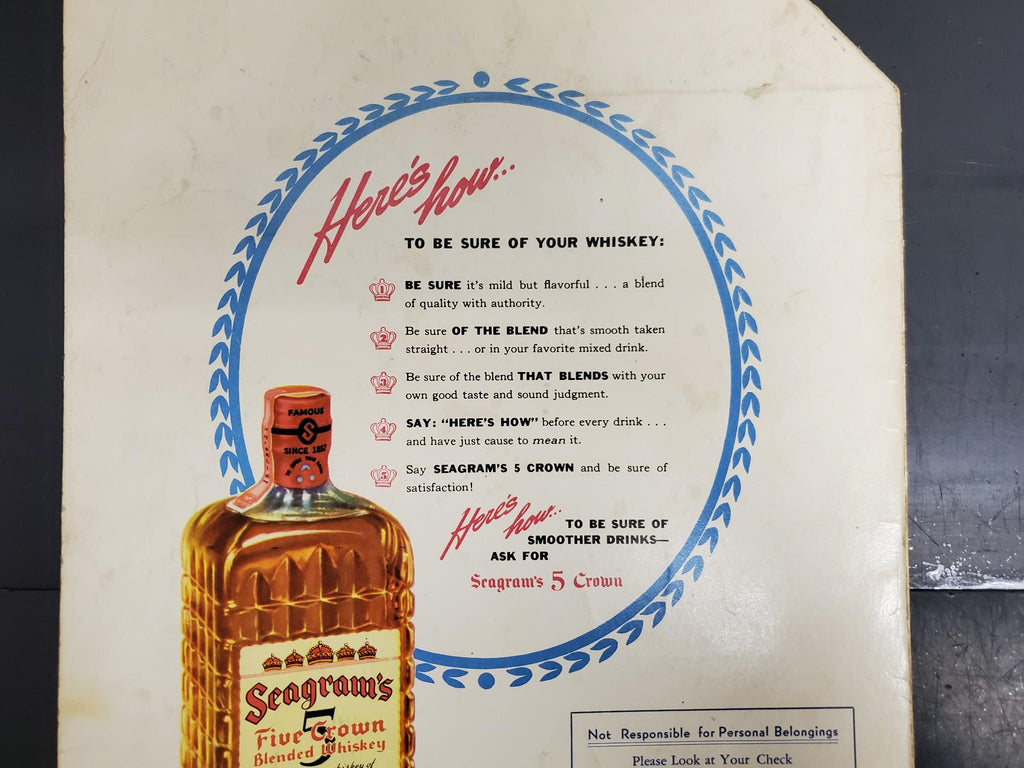 Here's how...
TO BE SURE OF YOUR WHISKEY:
1 BE SURE it's mild but flavorful . . . a blend
of quality with authority.
2 Be sure OF THE BLEND that's smooth taken
straight . . . or in your favorite mixed drink.
3 Be sure of the blend THAT BLENDS with your
own good taste and sound judgment.
4 SAY: "HERE'S HOW" before every drink . . .
and have just cause to mean it.
5 Say SEAGRAM'S 5 CROWN and be sure of
satisfaction!
Here's how...
TO BE SURE OF
SMOOTHER DRINKS—
ASK FOR
Seagram's 5 Crown
FAMOUS
S
SINCE 1857
Seagram's
5
Five Crown
Blended Whiskey
Not Responsible for Personal Belongings
Please Look at Your Check